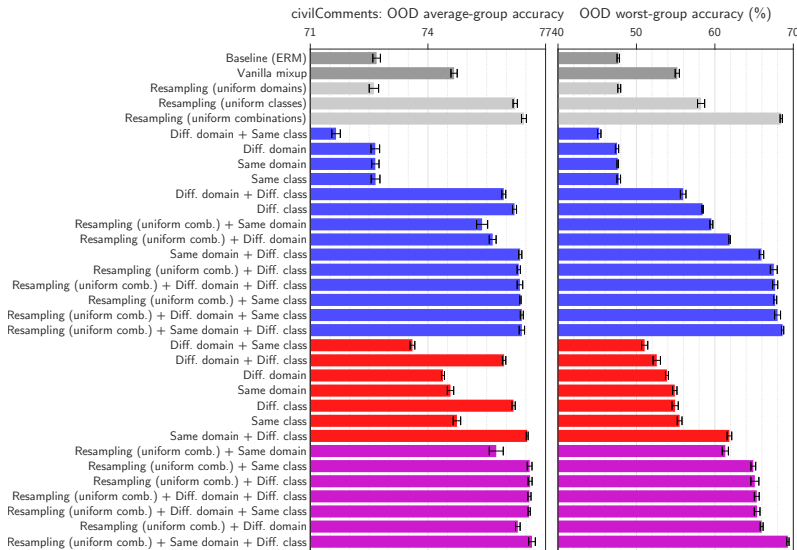 civilComments: OOD average-group accuracy OOD worst-group accuracy (%)
71 74 77 40 50 60 70
Baseline (ERM)
Vanilla mixup
Resampling (uniform domains)
Resampling (uniform classes)
Resampling (uniform combinations)
Diff. domain + Same class
Diff. domain
Same domain
Same class
Diff. domain + Diff. class
Diff. class
Resampling (uniform comb.) + Same domain
Resampling (uniform comb.) + Diff. domain
Same domain + Diff. class
Resampling (uniform comb.) + Diff. class
Resampling (uniform comb.) + Diff. domain + Diff. class
Resampling (uniform comb.) + Same class
Resampling (uniform comb.) + Diff. domain + Same class
Resampling (uniform comb.) + Same domain + Diff. class
Diff. domain + Same class
Diff. domain + Diff. class
Diff. domain
Same domain
Diff. class
Same class
Same domain + Diff. class
Resampling (uniform comb.) + Same domain
Resampling (uniform comb.) + Same class
Resampling (uniform comb.) + Diff. class
Resampling (uniform comb.) + Diff. domain + Diff. class
Resampling (uniform comb.) + Diff. domain + Same class
Resampling (uniform comb.) + Diff. domain
Resampling (uniform comb.) + Same domain + Diff. class